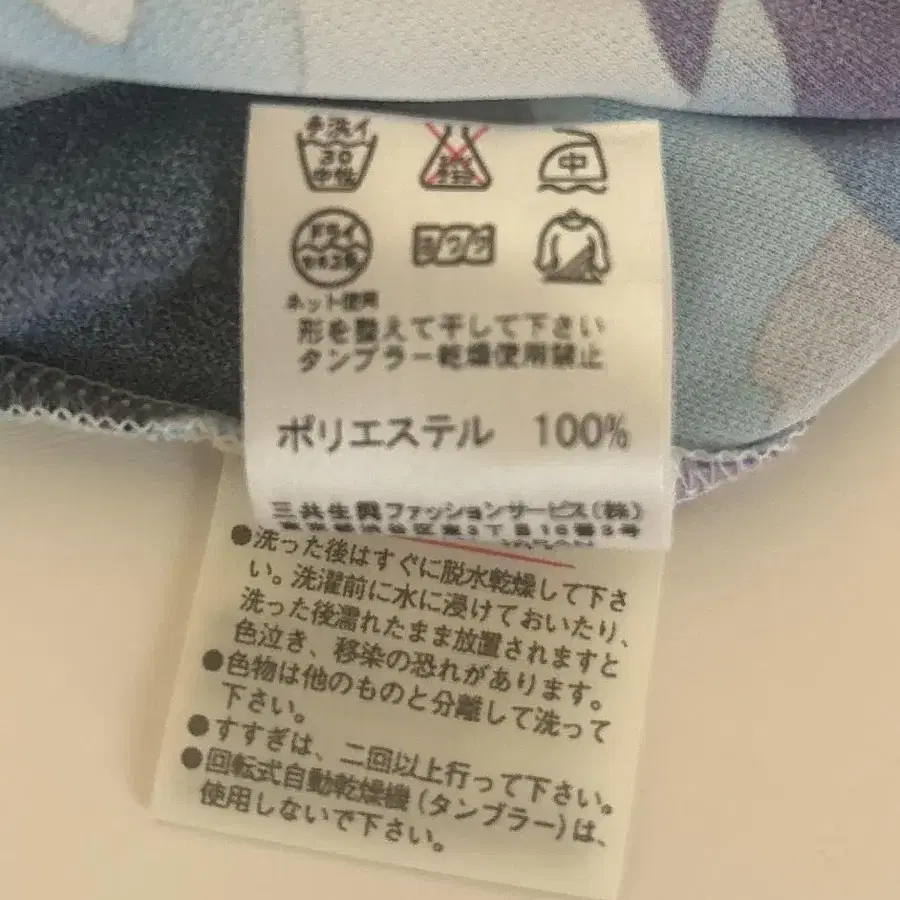 手洗イ
30
中性
中
ドライ
セキユ系
ネット使用
形を整えて干して下さい
タンブラー乾燥使用禁止
ポリエステル 100%
三共生興ファッションサービス(株)
●洗った後はすぐに脱水乾燥して下さ
い。洗濯前に水に浸けておいたり、
洗った後濡れたまま放置されますと
色泣き、移染の恐れがあります。
●色物は他のものと分離して洗って
下さい。
●すすぎは、二回以上行って下さい。
●回転式自動乾燥機(タンブラー)は、
使用しないで下さい。